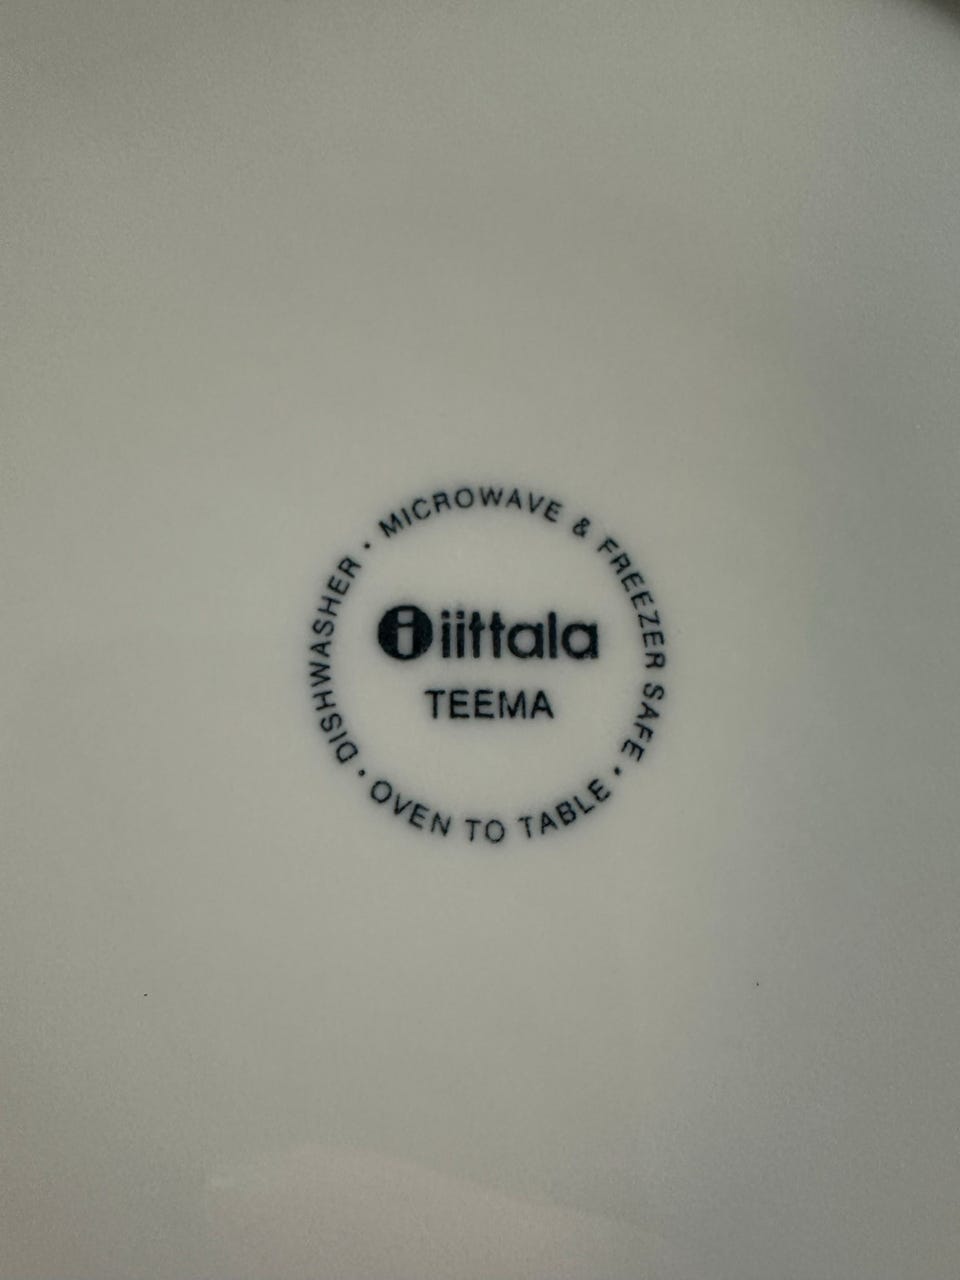 MICROWAVE & FREEZER SAFE · OVEN TO TABLE · DISHWASHER ·
i iittala
TEEMA